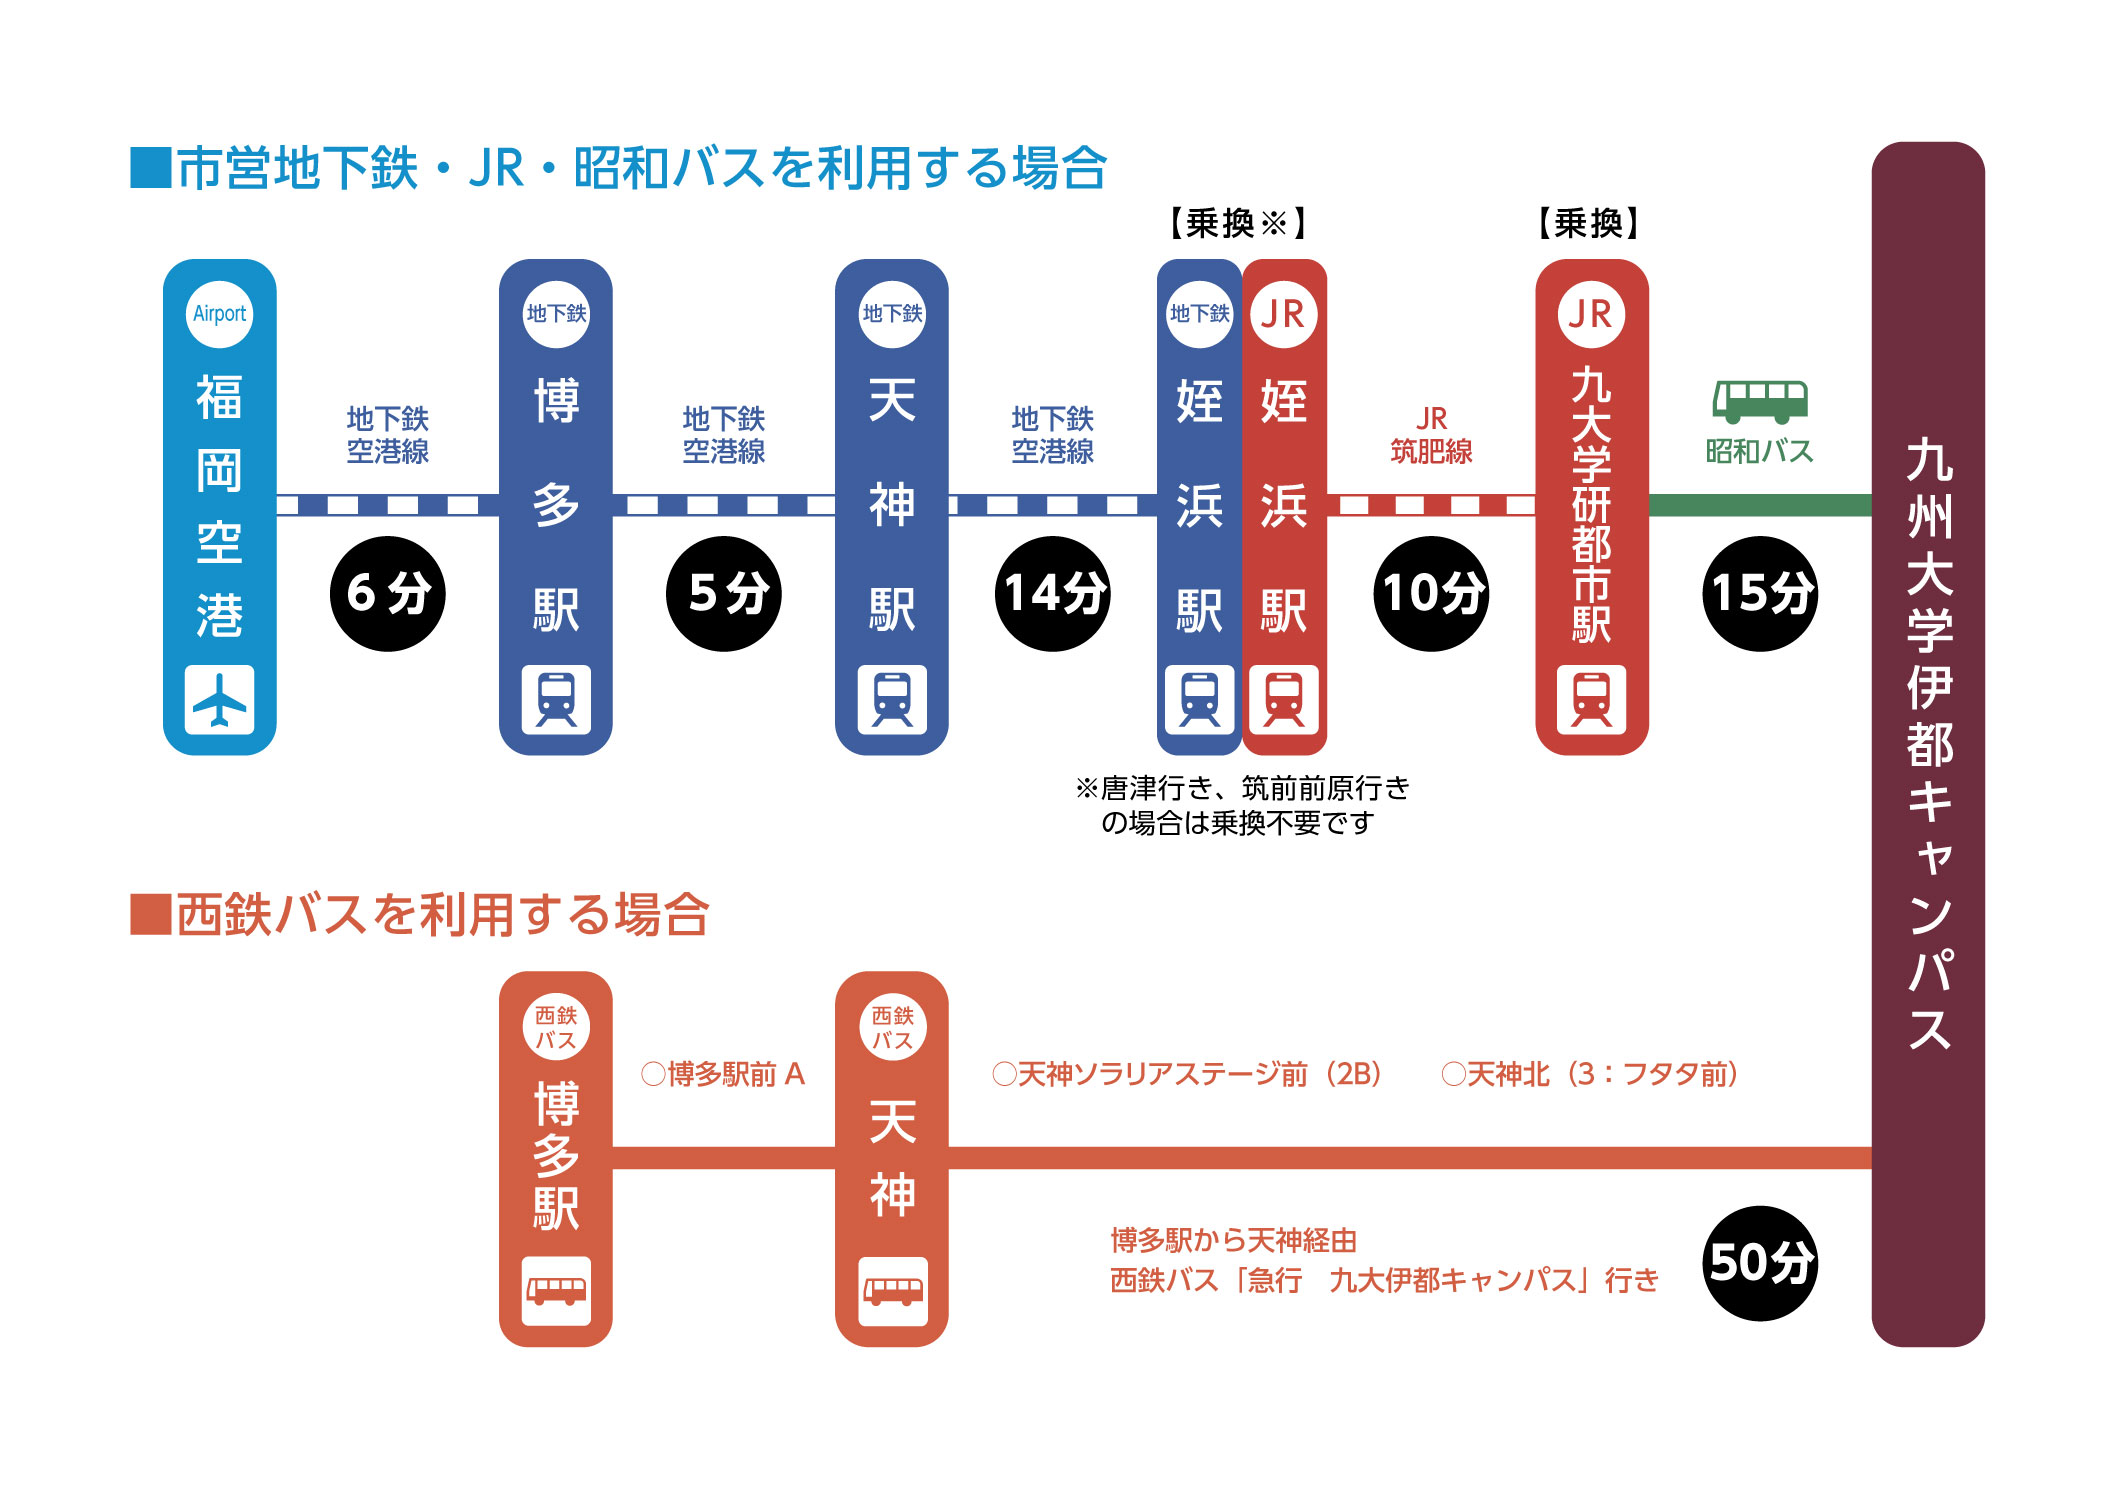 ■市営地下鉄・JR・昭和バスを利用する場合
【乗換※】
【乗換】
Airport
福岡空港
地下鉄
空港線
6分
地下鉄
博多駅
地下鉄
空港線
5分
地下鉄
天神駅
地下鉄
空港線
14分
地下鉄
姪浜駅
JR
姪浜駅
JR
筑肥線
10分
JR
九大学研都市駅
昭和バス
15分
九州大学伊都キャンパス
※唐津行き、筑前前原行き
の場合は乗換不要です
■西鉄バスを利用する場合
西鉄
バス
博多駅
○博多駅前 A
西鉄
バス
天神
○天神ソラリアステージ前（2B）
○天神北（3：フタタ前）
博多駅から天神経由
西鉄バス「急行　九大伊都キャンパス」行き
50分